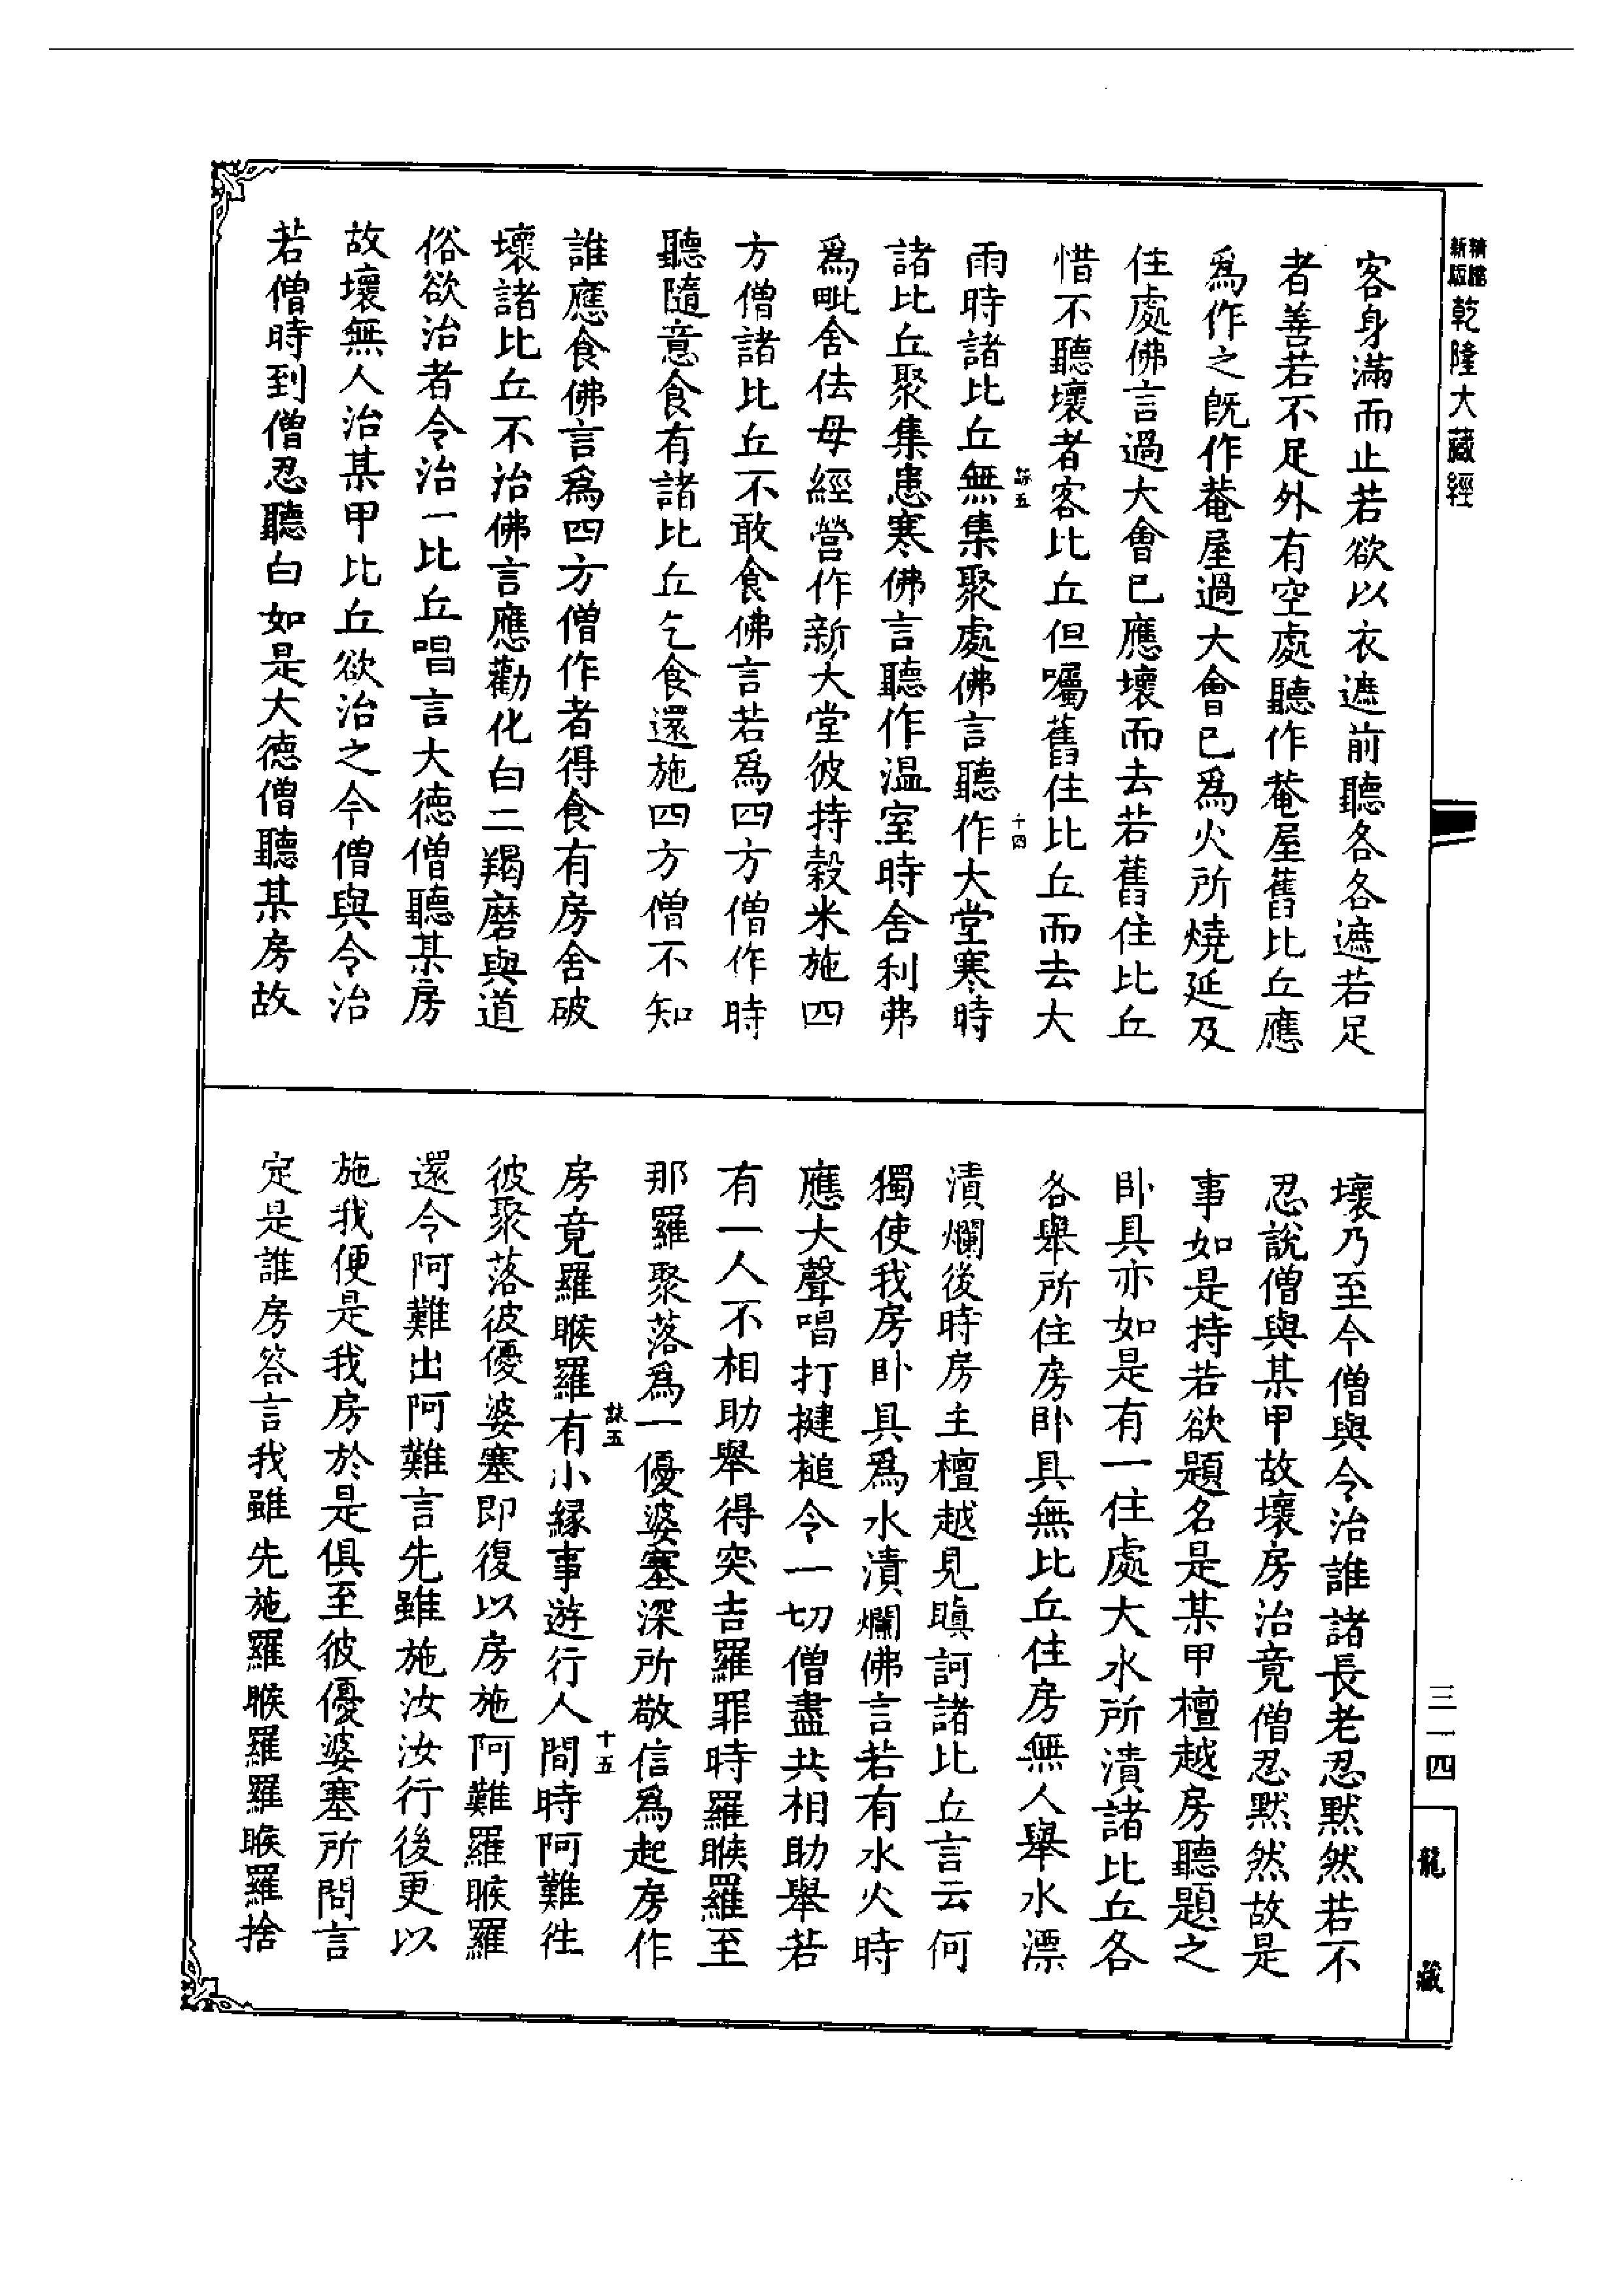 新版
乾隆大藏經
客身滿而止若欲以衣遮前聽各各遮若足
者善若不足外有空處聽作菴屋舊比丘應
爲作之旣作菴屋過大會已爲火所燒延及
住處佛言過大會已應壞而去若舊住比丘
惜不聽壞者客比丘但囑舊住比丘而去大
雨時諸比丘無集聚處佛言聽作大堂寒時
五
十四
諸比丘聚集患寒佛言聽作温室時舍利弗
爲毗舍佉母經營作新大堂彼持穀米施四
方僧諸比丘不敢食佛言若爲四方僧作時
聽隨意食有諸比丘乞食還施四方僧不知
誰應食佛言爲四方僧作者得食有房舍破
壞諸比丘不治佛言應勸化白二羯磨與道
俗欲治者令治一比丘唱言大德僧聽某房
故壞無人治某甲比丘欲治之今僧與令治
若僧時到僧忍聽白如是大德僧聽某房故
壞乃至今僧與令治誰諸長老忍默然若不
忍說僧與某甲故壞房治竟僧忍默然故是
事如是持若欲題名是某甲檀越房聽題之
卧具亦如是有一住處大水所漬諸比丘各
各舉所住房卧具無比丘住房無人舉水漂
漬爛後時房主檀越見瞋訶諸比丘言云何
獨使我房卧具爲水漬爛佛言若有水火時
應大聲唱打揵槌令一切僧盡共相助舉若
有一人不相助舉得突吉羅罪時羅睺羅至
那羅聚落爲一優婆塞深所敬信爲起房作
五
十五
房竟羅睺羅有小緣事遊行人間時阿難徃
彼聚落彼優婆塞即復以房施阿難羅睺羅
還令阿難出阿難言先雖施汝汝行後更以
施我便是我房於是俱至彼優婆塞所問言
定是誰房答言我雖先施羅睺羅羅睺羅捨
三一四
龍藏